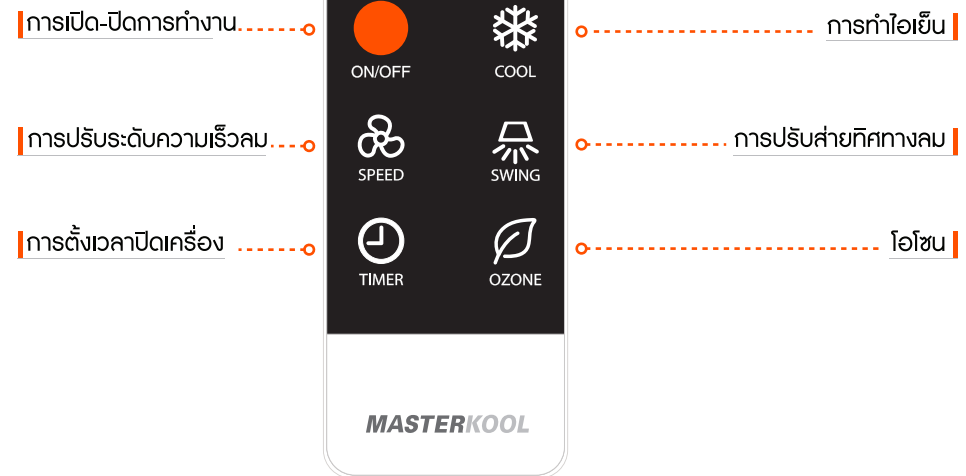 การเปิด-ปิดการทำงาน
ON/OFF
COOL
การทำไอเย็น
การปรับระดับความเร็วลม
SPEED
SWING
การปรับส่ายทิศทางลม
การตั้งเวลาปิดเครื่อง
TIMER
OZONE
โอโซน
MASTERKOOL